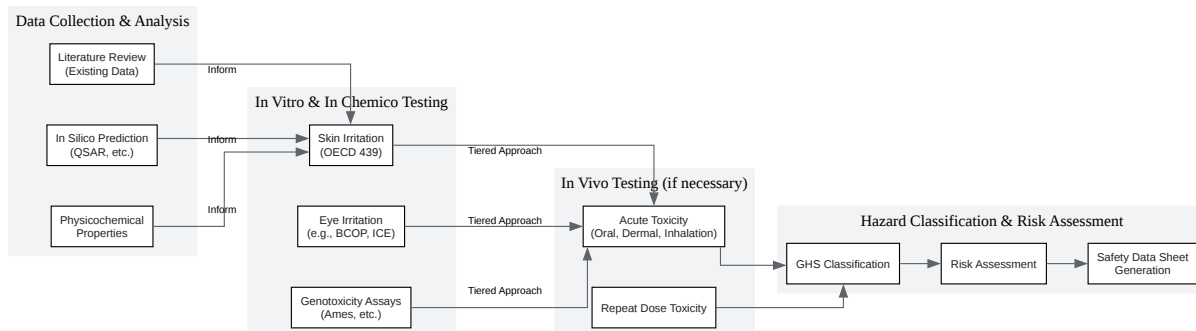 Data Collection & Analysis
Literature Review
(Existing Data)
Inform
In Silico Prediction
(QSAR, etc.)
Inform
Physicochemical
Properties
Inform
In Vitro & In Chemico Testing
Skin Irritation
(OECD 439)
Tiered Approach
Eye Irritation
(e.g., BCOP, ICE)
Tiered Approach
Genotoxicity Assays
(Ames, etc.)
Tiered Approach
In Vivo Testing (if necessary)
Acute Toxicity
(Oral, Dermal, Inhalation)
Repeat Dose Toxicity
Hazard Classification & Risk Assessment
GHS Classification
Risk Assessment
Safety Data Sheet
Generation